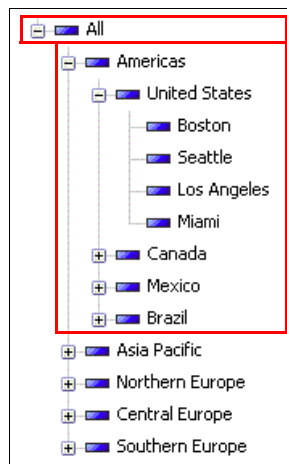 All
Americas
United States
Boston
Seattle
Los Angeles
Miami
Canada
Mexico
Brazil
Asia Pacific
Northern Europe
Central Europe
Southern Europe